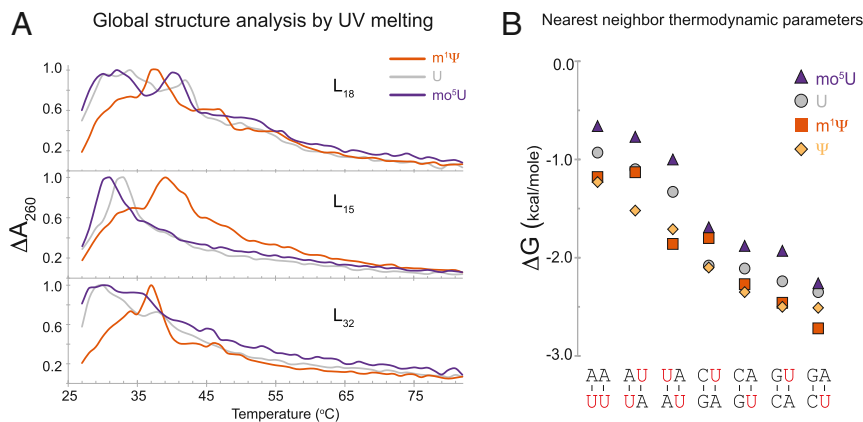 A
Global structure analysis by UV melting
m¹Ψ
U
mo⁵U
L₁₈
1.0
0.6
0.2
L₁₅
1.0
0.6
0.2
L₃₂
1.0
0.6
0.2
ΔA₂₆₀
25 35 45 55 65 75
Temperature (°C)
B
Nearest neighbor thermodynamic parameters
mo⁵U
U
m¹Ψ
Ψ
0.0
-1.0
-2.0
-3.0
ΔG (kcal/mole)
AA AU UA CU CA GU GA
UU UA AU GA GU CA CU